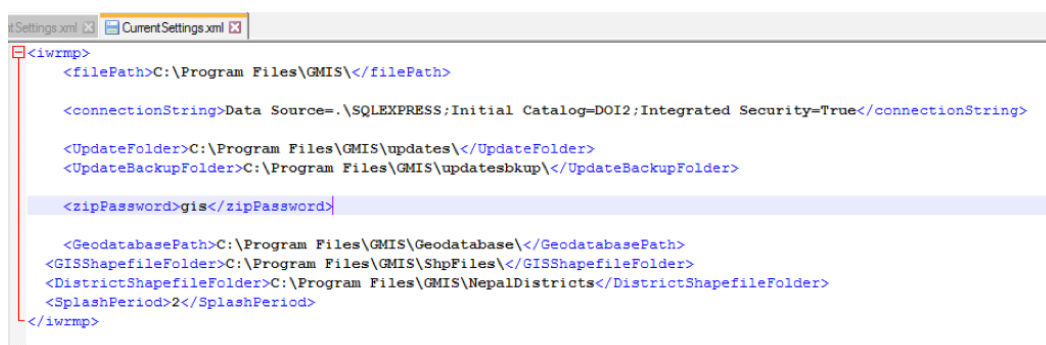 tSettings.xml CurrentSettings.xml
<iwrmp>
<filePath>C:\Program Files\GMIS\</filePath>
<connectionString>Data Source=.\SQLEXPRESS;Initial Catalog=DOI2;Integrated Security=True</connectionString>
<UpdateFolder>C:\Program Files\GMIS\updates\</UpdateFolder>
<UpdateBackupFolder>C:\Program Files\GMIS\updatesbkup\</UpdateBackupFolder>
<zipPassword>gis</zipPassword>
<GeodatabasePath>C:\Program Files\GMIS\Geodatabase\</GeodatabasePath>
<GISShapefileFolder>C:\Program Files\GMIS\ShpFiles\</GISShapefileFolder>
<DistrictShapefileFolder>C:\Program Files\GMIS\NepalDistricts</DistrictShapefileFolder>
<SplashPeriod>2</SplashPeriod>
</iwrmp>